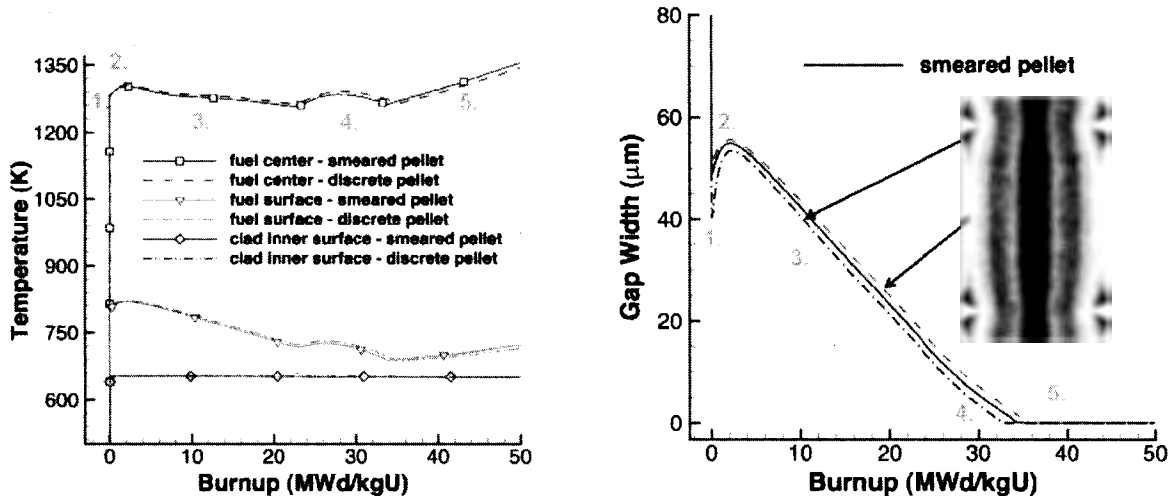 1350
1200
1050
900
750
600
Temperature (K)
1.
2.
3.
4.
5.
fuel center - smeared pellet
fuel center - discrete pellet
fuel surface - smeared pellet
fuel surface - discrete pellet
clad inner surface - smeared pellet
clad inner surface - discrete pellet
0 10 20 30 40 50
Burnup (MWd/kgU)
80
60
40
20
0
Gap Width (μm)
smeared pellet
1.
2.
3.
4.
5.
0 10 20 30 40 50
Burnup (MWd/kgU)